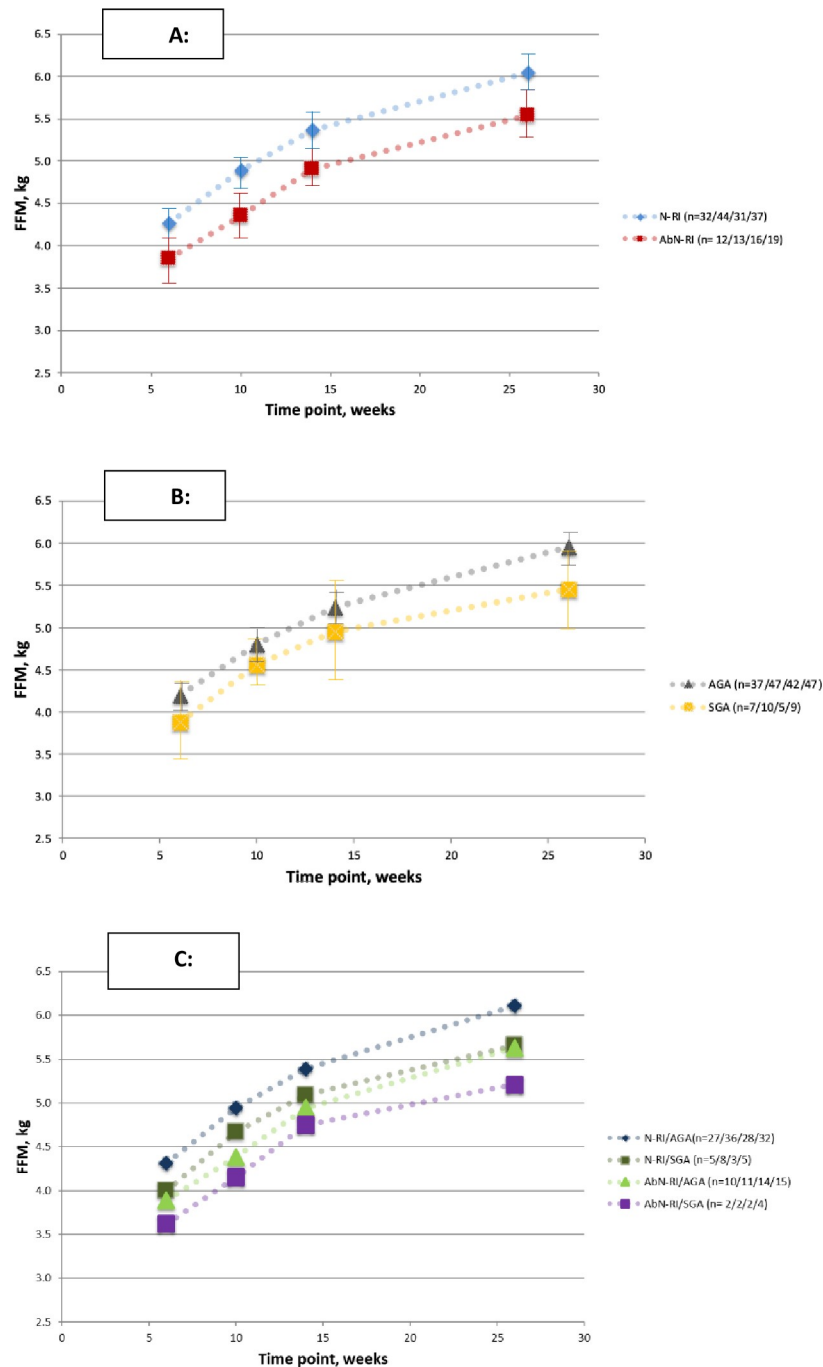 A:
6.5
6.0
5.5
5.0
4.5
4.0
3.5
3.0
2.5
FFM, kg
0 5 10 15 20 25 30
Time point, weeks
N-RI (n=32/44/31/37)
AbN-RI (n= 12/13/16/19)
B:
6.5
6.0
5.5
5.0
4.5
4.0
3.5
3.0
2.5
FFM, kg
0 5 10 15 20 25 30
Time point, weeks
AGA (n=37/47/42/47)
SGA (n=7/10/5/9)
C:
6.5
6.0
5.5
5.0
4.5
4.0
3.5
3.0
2.5
FFM, kg
0 5 10 15 20 25 30
Time point, weeks
N-RI/AGA(n=27/36/28/32)
N-RI/SGA (n=5/8/3/5)
AbN-RI/AGA (n=10/11/14/15)
AbN-RI/SGA (n= 2/2/2/4)